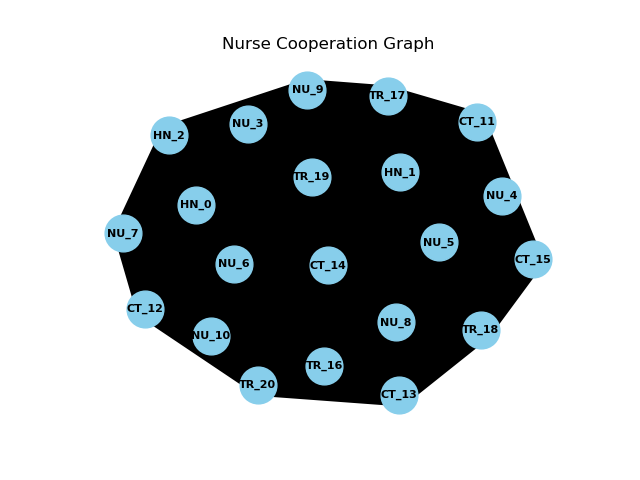 Nurse Cooperation Graph
NU_9
TR_17
NU_3
CT_11
HN_2
TR_19
HN_1
NU_4
HN_0
NU_7
NU_5
NU_6
CT_14
CT_15
CT_12
NU_8
TR_18
NU_10
TR_16
TR_20
CT_13